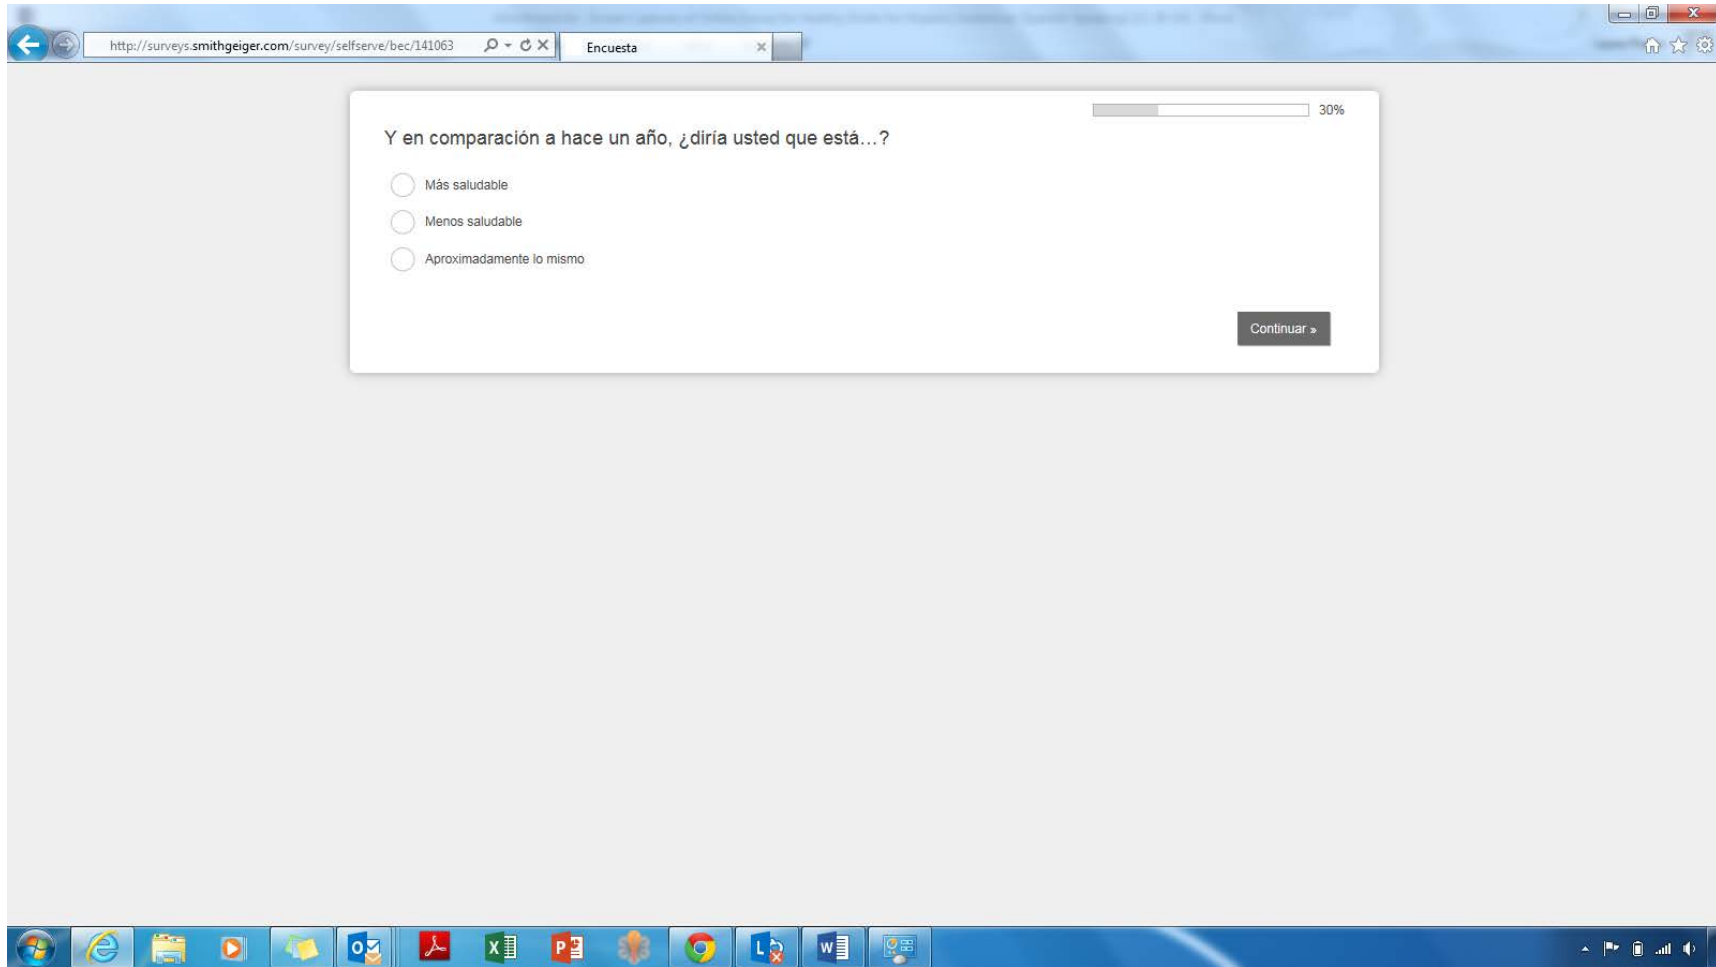 http://surveys.smithgeiger.com/survey/selfserve/bec/141063
Encuesta
30%
Y en comparación a hace un año, ¿diría usted que está...?
Más saludable
Menos saludable
Aproximadamente lo mismo
Continuar »